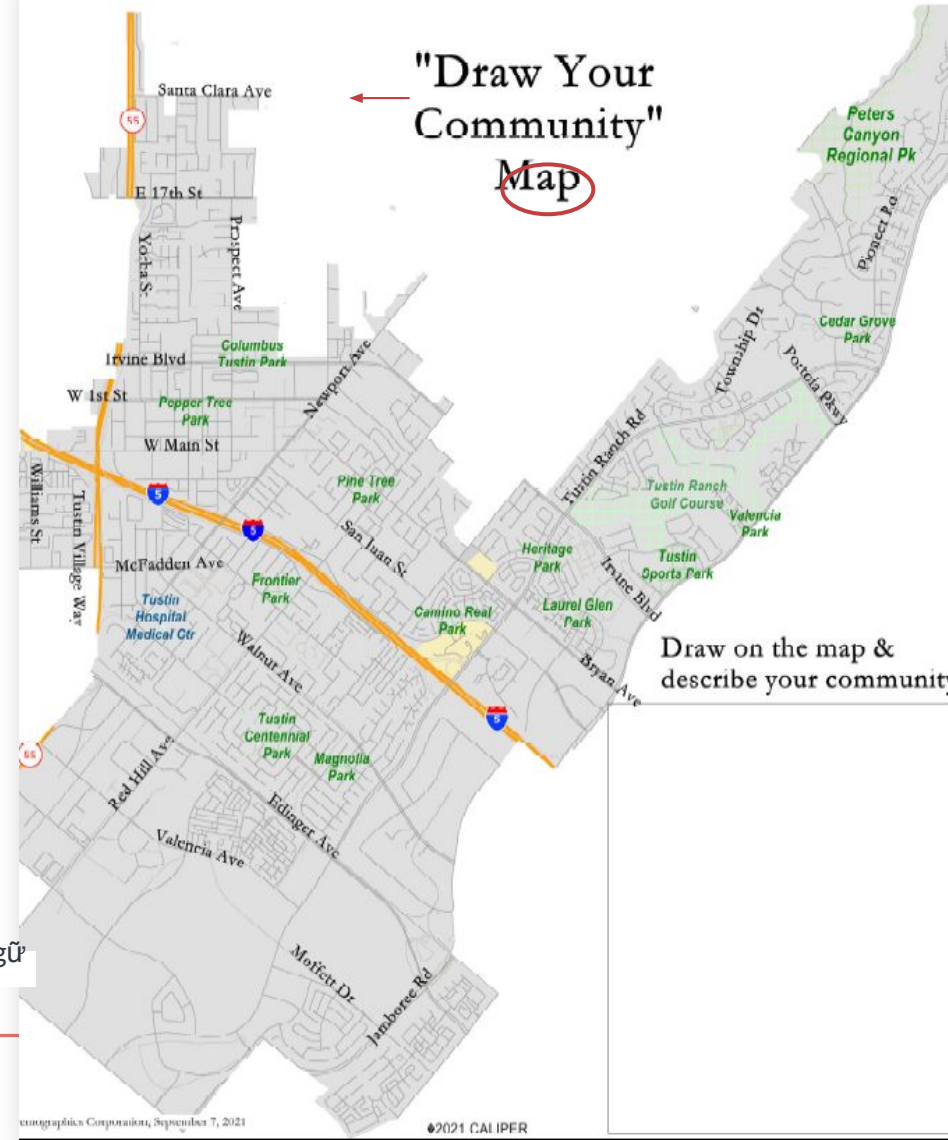 "Draw Your
Community"
Map
Santa Clara Ave
55
E 17th St
Yorba St
Prospect Ave
Peters
Canyon
Regional Pk
Pioneer Rd
Cedar Grove
Park
Township Dr
Portola Pkwy
Columbus
Tustin Park
Irvine Blvd
Newport Ave
W 1st St
Pepper Tree
Park
W Main St
Tustin Ranch Rd
Pine Tree
Park
Tustin Ranch
Golf Course
Valencia
Park
Williams St
Tustin Village Way
5
5
San Juan St
McFadden Ave
Frontier
Park
Heritage
Park
Irvine Blvd
Tustin
Sports Park
Tustin
Hospital
Medical Ctr
Camino Real
Park
Laurel Glen
Park
Walnut Ave
Bryan Ave
Draw on the map &
describe your community
5
Tustin
Centennial
Park
Magnolia
Park
55
Red Hill Ave
Edinger Ave
Valencia Ave
Moffett Dr
Jamboree Rd
Corporation, September 7, 2021
©2021 CALIPER